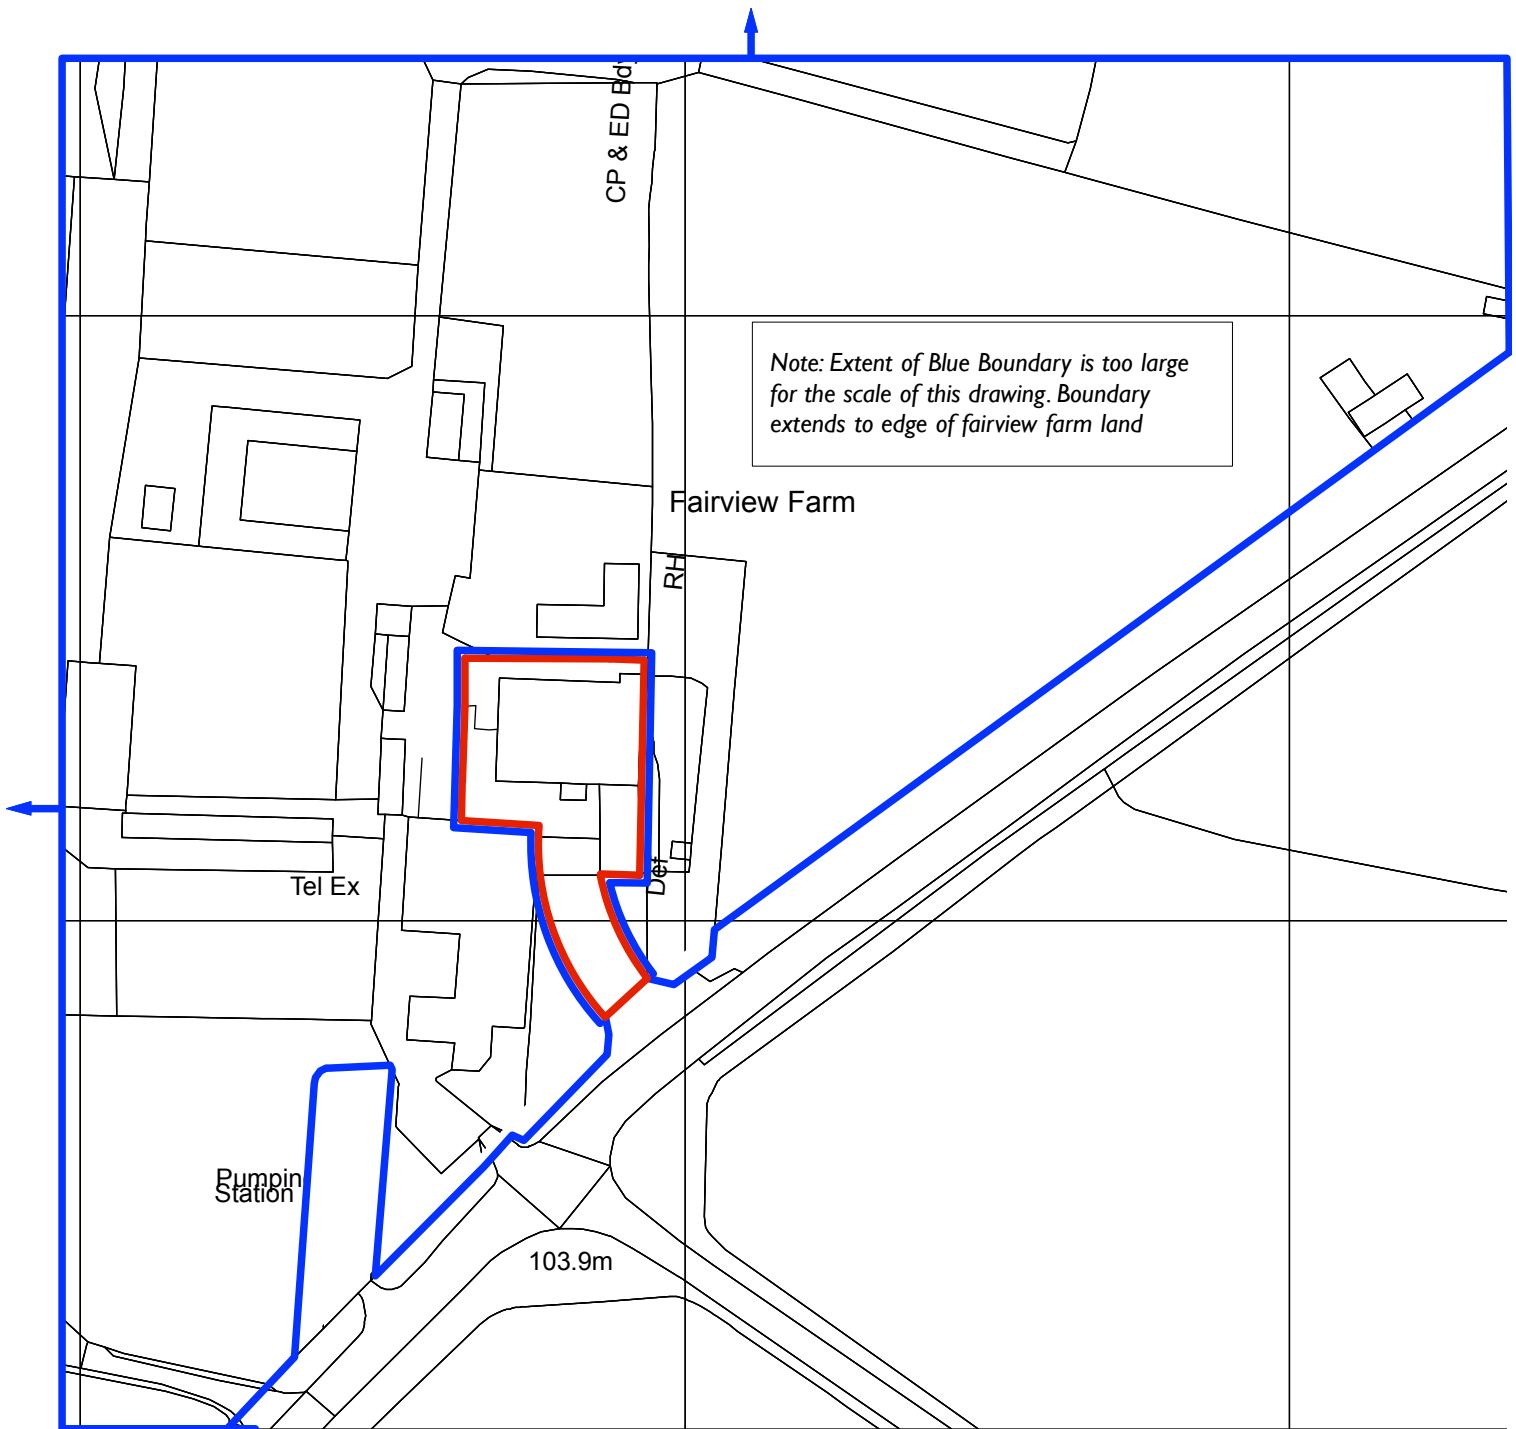 CP & ED Bdy
Note: Extent of Blue Boundary is too large
for the scale of this drawing. Boundary
extends to edge of fairview farm land
Fairview Farm
RH
Def
Tel Ex
Pumpin
Station
103.9m